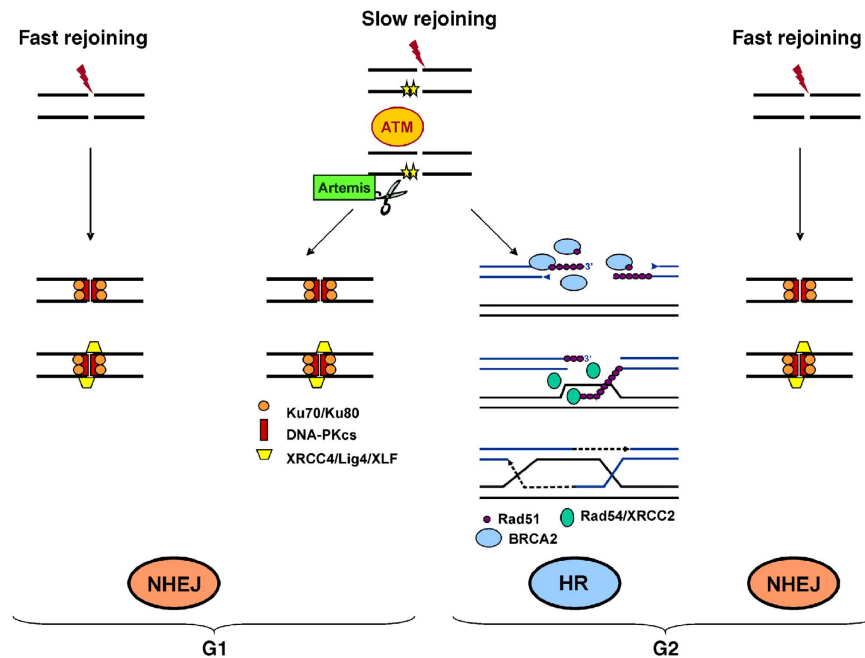 Fast rejoining
Slow rejoining
Fast rejoining
ATM
Artemis
3'
3'
Ku70/Ku80
DNA-PKcs
XRCC4/Lig4/XLF
Rad51
Rad54/XRCC2
BRCA2
NHEJ
HR
NHEJ
G1
G2